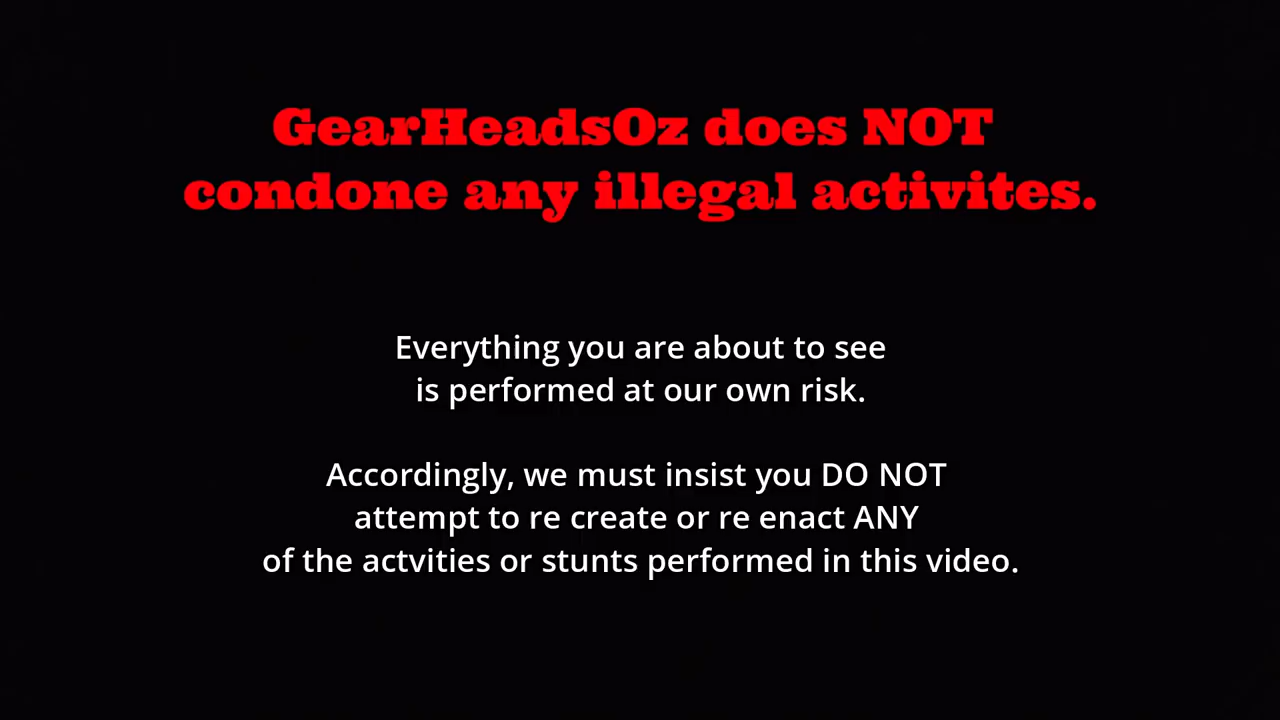 GearHeadsOz does NOT
condone any illegal activites.
Everything you are about to see
is performed at our own risk.
Accordingly, we must insist you DO NOT
attempt to re create or re enact ANY
of the actvities or stunts performed in this video.